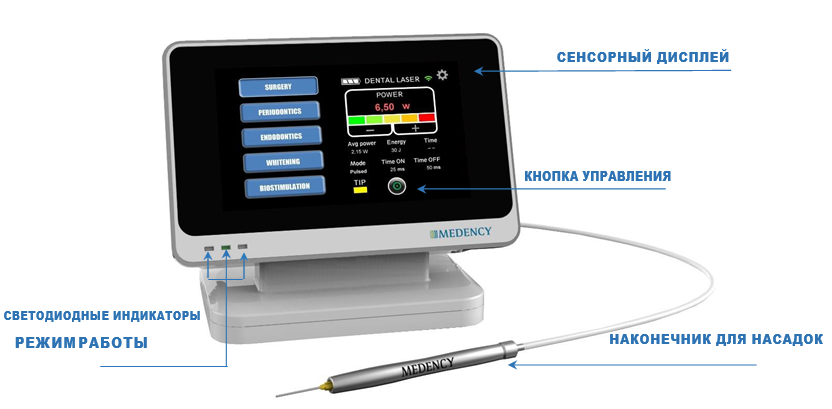 СЕНСОРНЫЙ ДИСПЛЕЙ
DENTAL LASER
SURGERY
PERIODONTICS
ENDODONTICS
WHITENING
BIOSTIMULATION
POWER
6,50 W
− +
Avg power Energy Time
2,15 W 30 J --
Mode Time ON Time OFF
Pulsed 25 ms 50 ms
TIP
КНОПКА УПРАВЛЕНИЯ
MEDENCY
СВЕТОДИОДНЫЕ ИНДИКАТОРЫ
РЕЖИМ РАБОТЫ
НАКОНЕЧНИК ДЛЯ НАСАДОК
MEDENCY